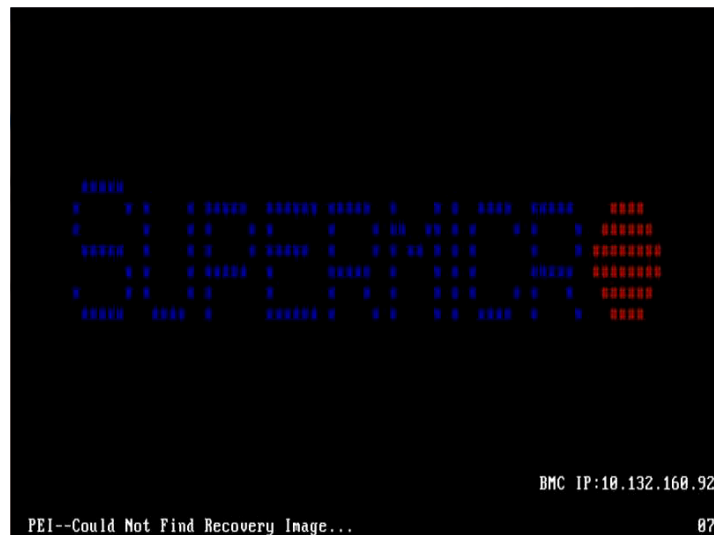 SUPERMICRO
BMC IP:10.132.160.92
PEI--Could Not Find Recovery Image... 07